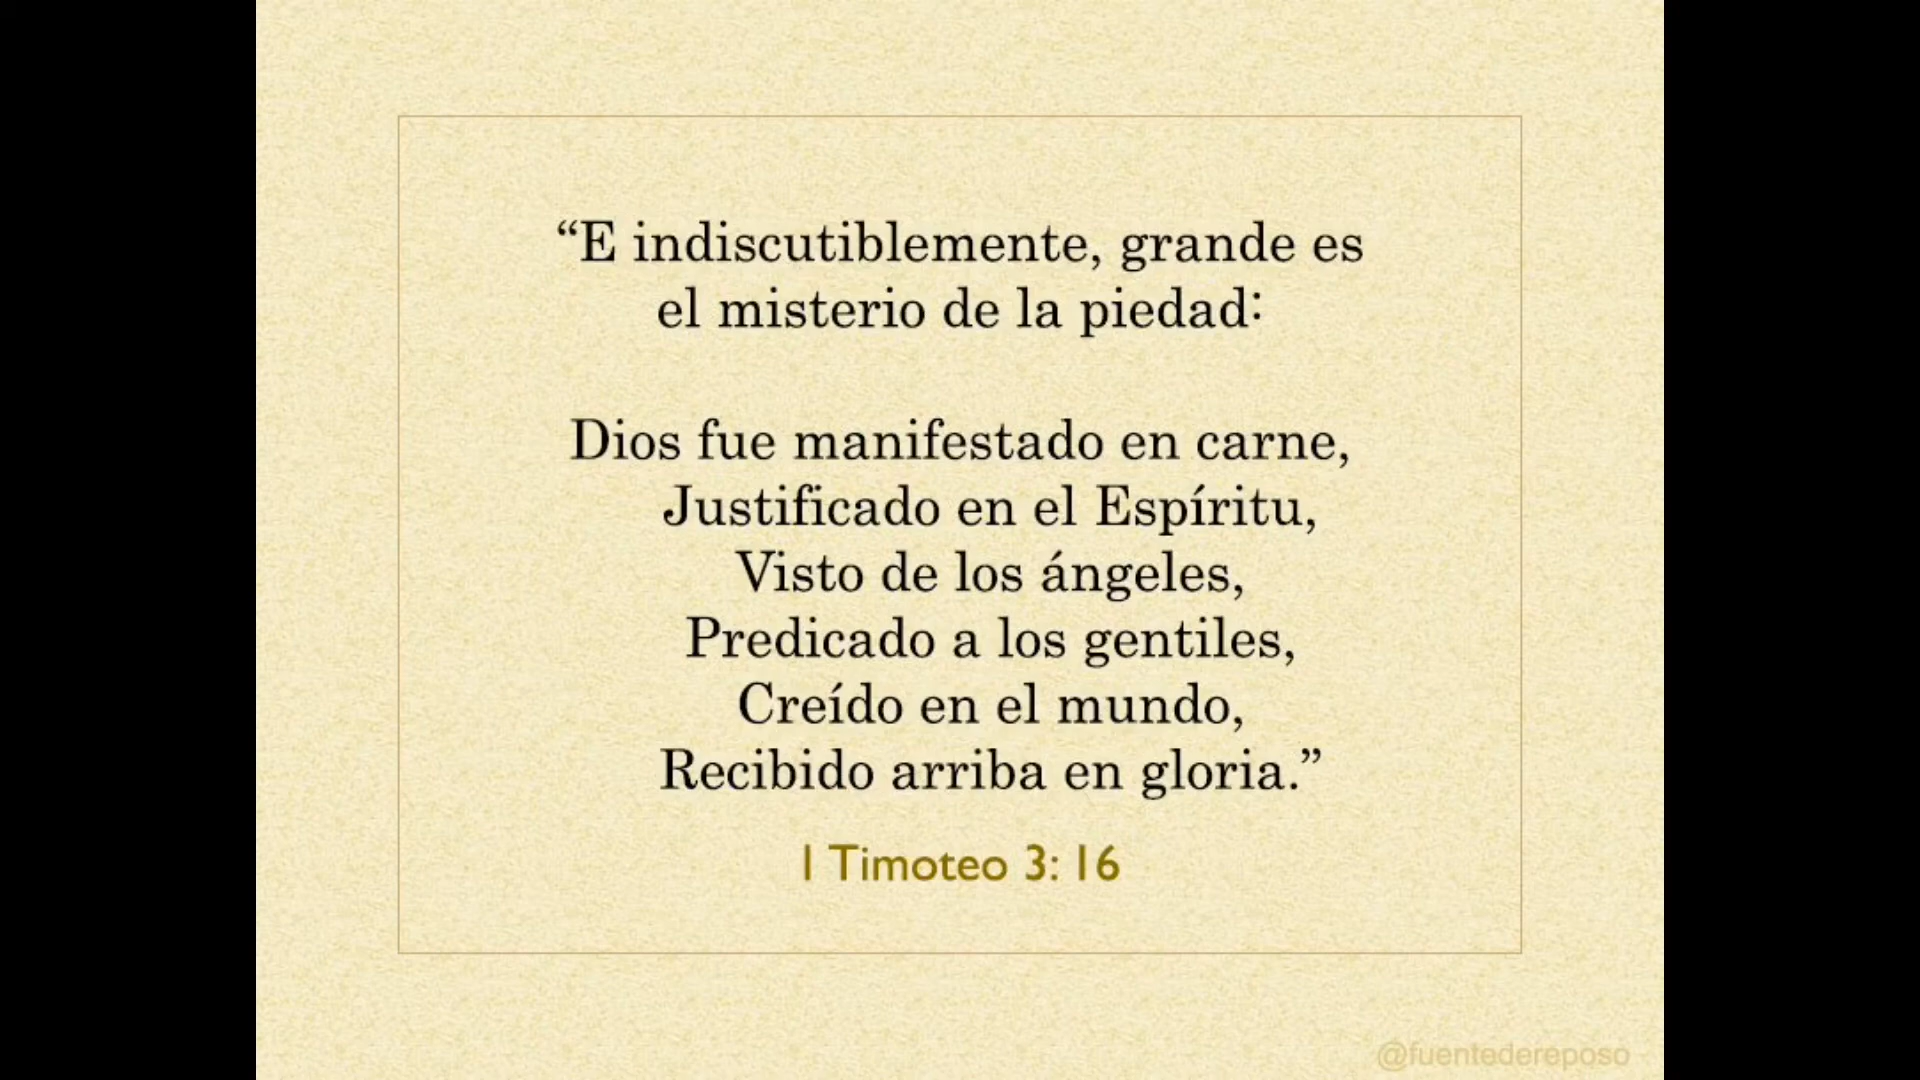 “E indiscutiblemente, grande es
el misterio de la piedad:
Dios fue manifestado en carne,
Justificado en el Espíritu,
Visto de los ángeles,
Predicado a los gentiles,
Creído en el mundo,
Recibido arriba en gloria.”
1 Timoteo 3: 16
@fuentedereposo